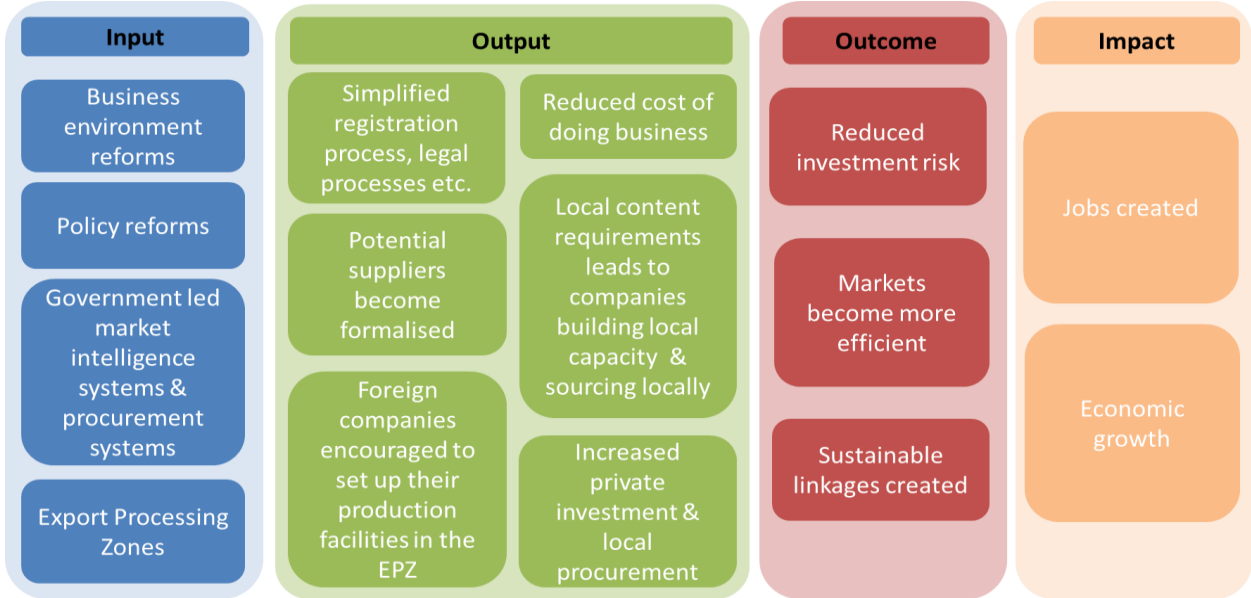 Input
Business
environment
reforms
Policy reforms
Government led
market
intelligence
systems &
procurement
systems
Export Processing
Zones
Output
Simplified
registration
process, legal
processes etc.
Potential
suppliers
become
formalised
Foreign
companies
encouraged to
set up their
production
facilities in the
EPZ
Reduced cost of
doing business
Local content
requirements
leads to
companies
building local
capacity &
sourcing locally
Increased
private
investment &
local
procurement
Outcome
Reduced
investment risk
Markets
become more
efficient
Sustainable
linkages created
Impact
Jobs created
Economic
growth